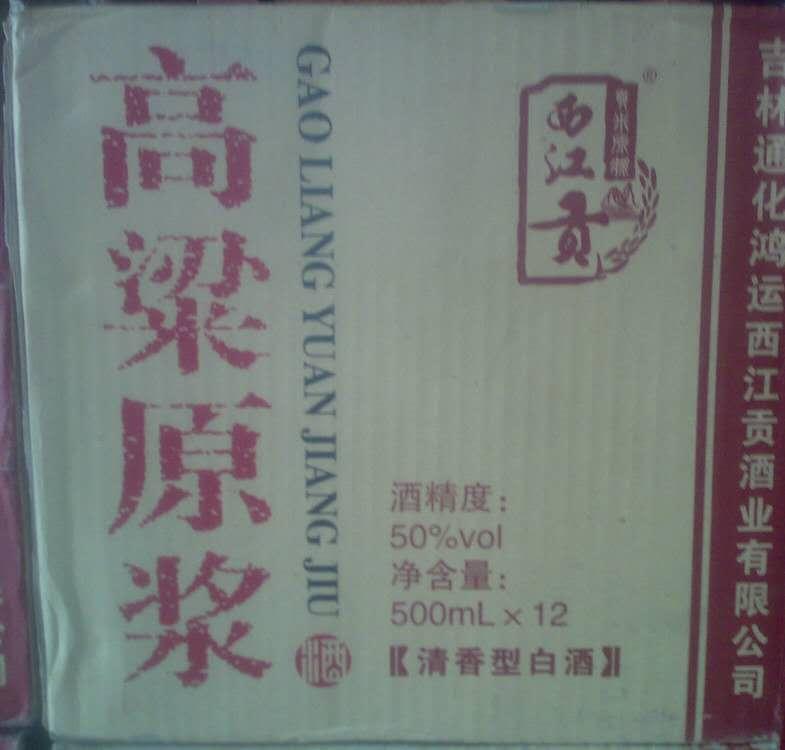 高粱原浆
GAO LIANG YUAN JIANG JIU
西江贡
®
酒精度：
50%vol
净含量：
500mL×12
【清香型白酒】
吉林通化鸿运西江贡酒业有限公司